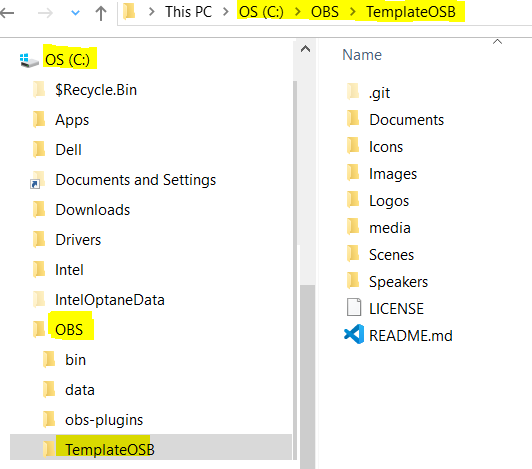 This PC > OS (C:) > OBS > TemplateOSB
OS (C:)
$Recycle.Bin
Apps
Dell
Documents and Settings
Downloads
Drivers
Intel
IntelOptaneData
OBS
bin
data
obs-plugins
TemplateOSB
Name
.git
Documents
Icons
Images
Logos
media
Scenes
Speakers
LICENSE
README.md